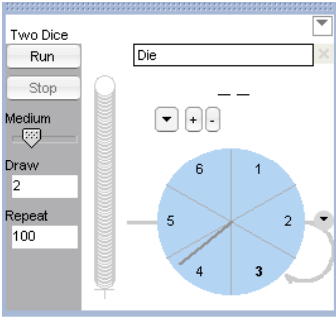 Two Dice
Run
Die
Stop
Medium
Draw
2
Repeat
100
+
-
6
1
5
2
4
3